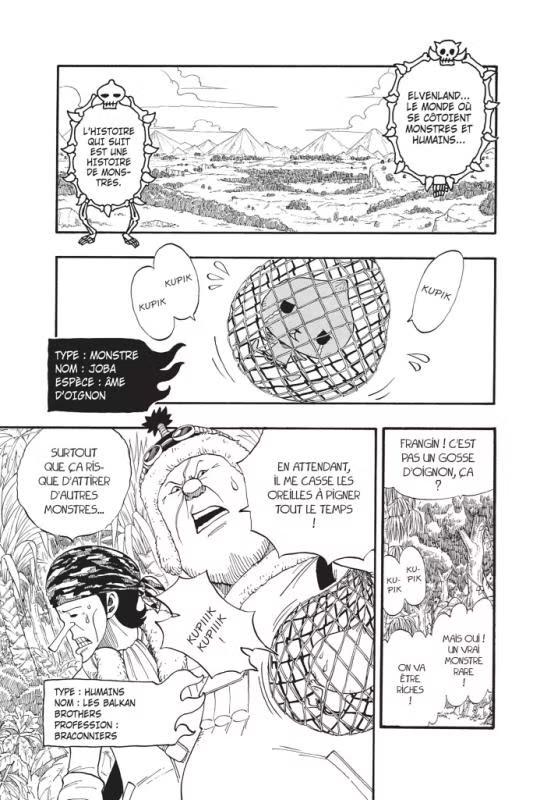 ELVENLAND...
LE MONDE OÙ
SE CÔTOIENT
MONSTRES ET
HUMAINS...
L'HISTOIRE
QUI SUIT
EST UNE
HISTOIRE
DE MONS-
TRES.
KUPIK
KUPIK
KUPIK
TYPE : MONSTRE
NOM : JOBA
ESPÈCE : ÂME
D'OIGNON
FRANGIN ! C'EST
PAS UN GOSSE
D'OIGNON, ÇA
?
KU-
PIK
KU-
PIK
MAIS OUI !
UN VRAI
MONSTRE
RARE !
ON VA
ÊTRE
RICHES !
EN ATTENDANT,
IL ME CASSE LES
OREILLES À PIGNER
TOUT LE TEMPS
!
SURTOUT
QUE ÇA RIS-
QUE D'ATTIRER
D'AUTRES
MONSTRES...
KUPIIIK
KUPIIIK
!
TYPE : HUMAINS
NOM : LES BALKAN
BROTHERS
PROFESSION :
BRACONNIERS